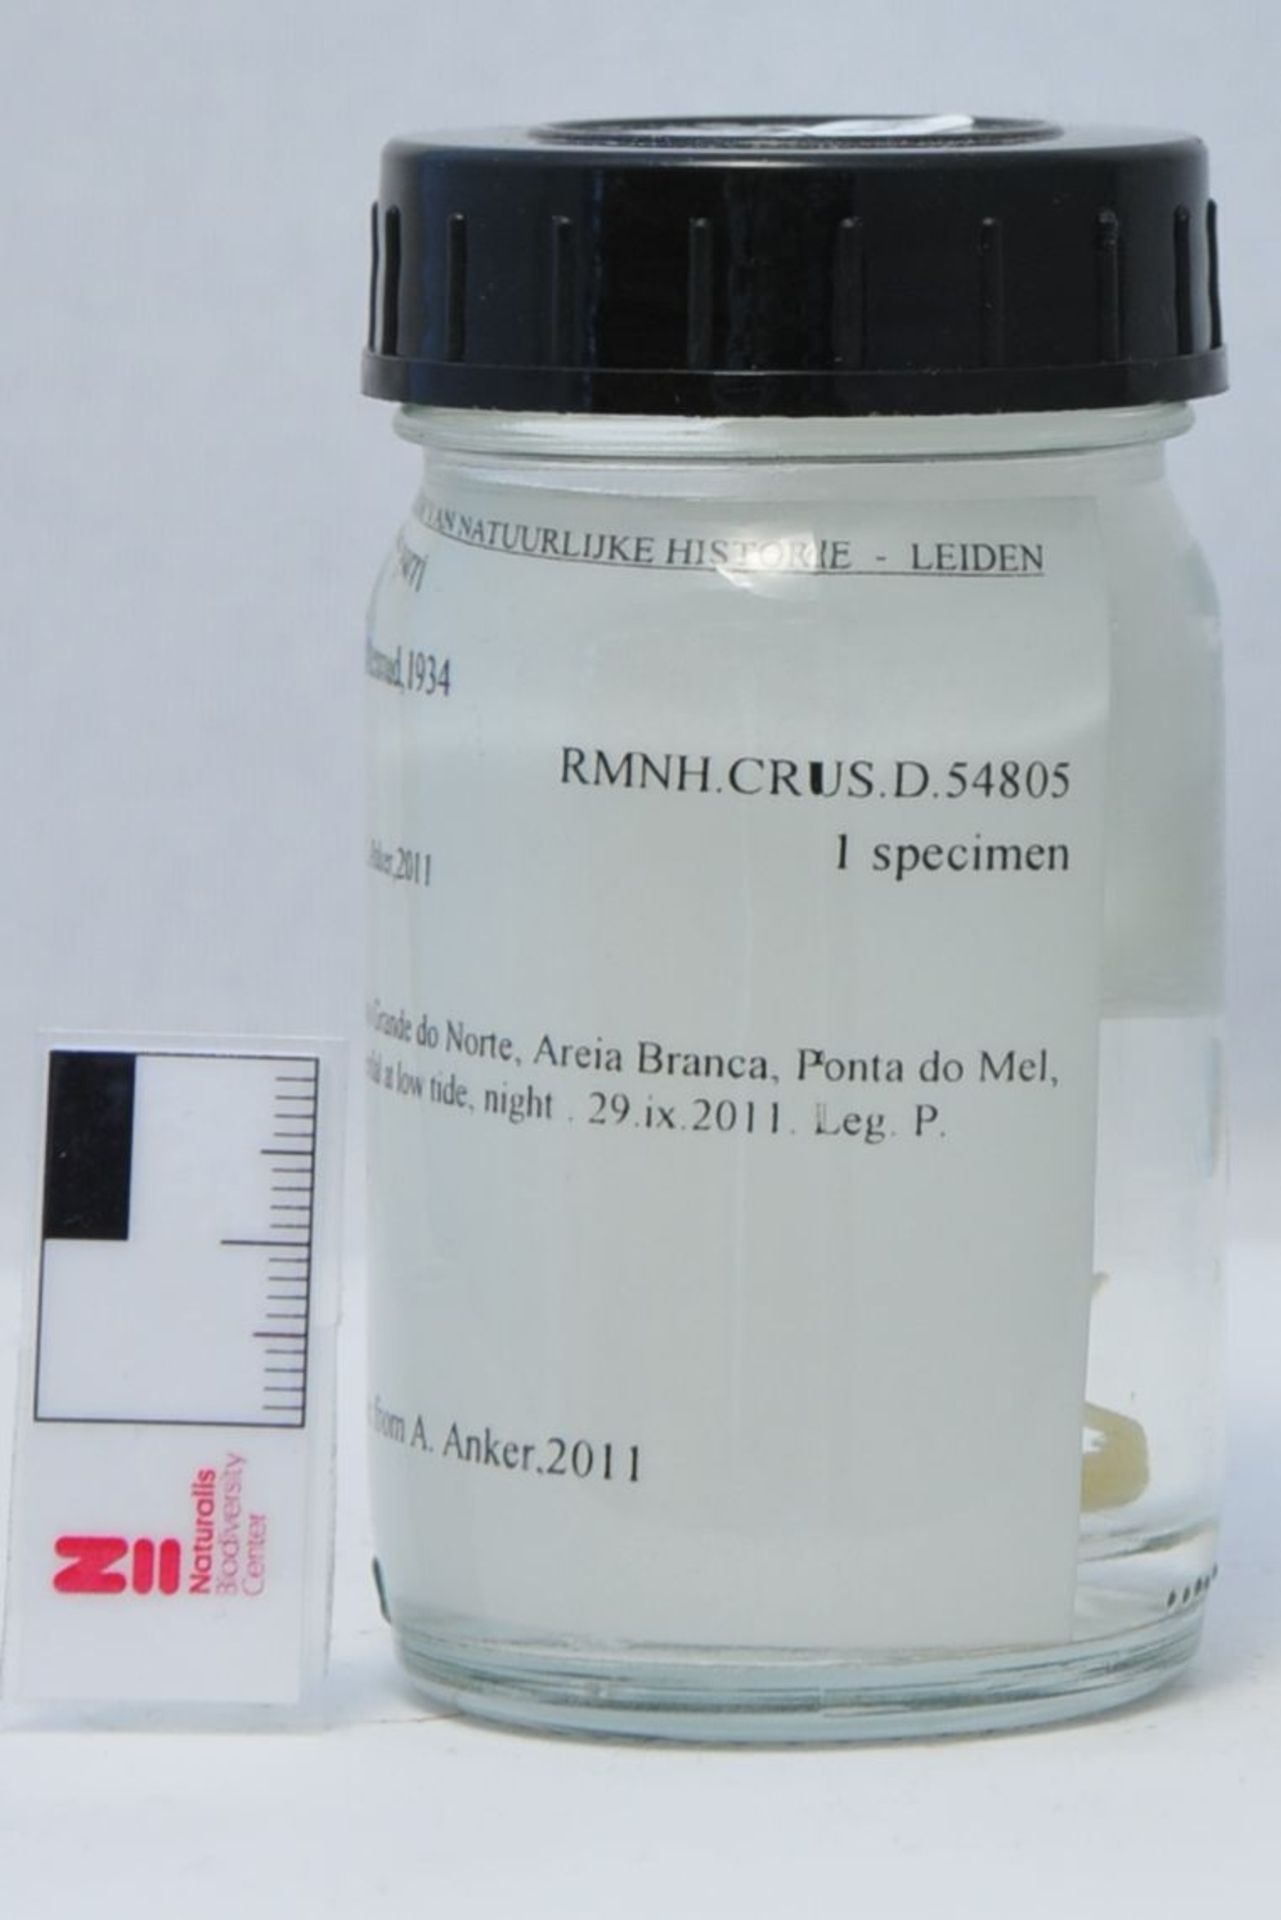 VAN NATUURLIJKE HISTORIE - LEIDEN
1934
RMNH.CRUS.D.54805
1 specimen
Anker,2011
Grande do Norte, Areia Branca, Ponta do Mel,
at low tide, night . 29.ix.2011. Leg. P.
from A. Anker,2011
Naturalis
Biodiversity
Center